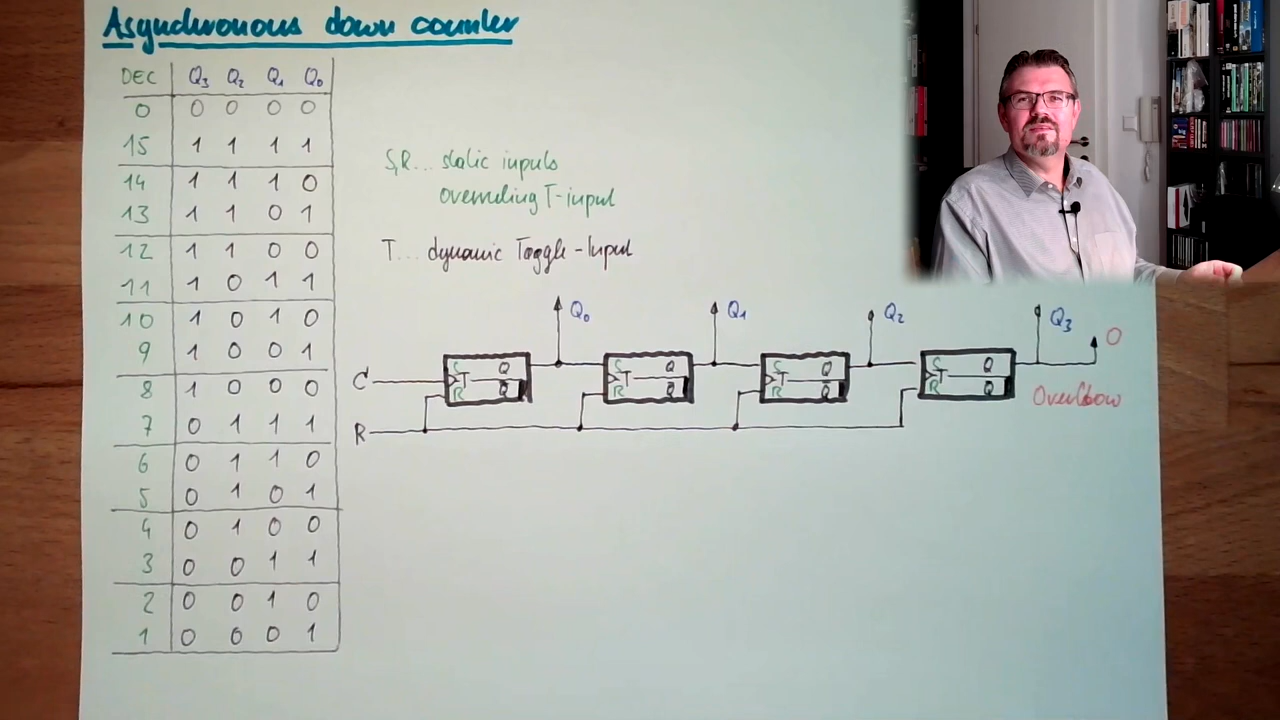 Asynchronous down counter
DEC Q3 Q2 Q1 Q0
0 0 0 0 0
15 1 1 1 1
14 1 1 1 0
13 1 1 0 1
12 1 1 0 0
11 1 0 1 1
10 1 0 1 0
9 1 0 0 1
8 1 0 0 0
7 0 1 1 1
6 0 1 1 0
5 0 1 0 1
4 0 1 0 0
3 0 0 1 1
2 0 0 1 0
1 0 0 0 1
S,R... static inputs
overriding T-input
T... dynamic Toggle-Input
Q0 Q1 Q2 Q3 O
C S T R Q Q̅ S T R Q Q̅ S T R Q Q̅ S T R Q Q̅
Overflow
R